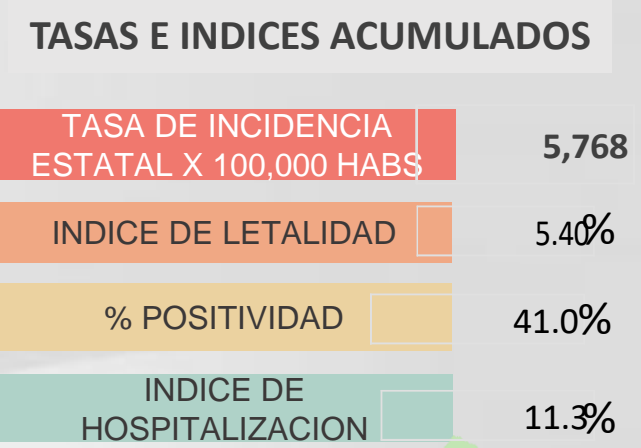 TASAS E INDICES ACUMULADOS
TASA DE INCIDENCIA
ESTATAL X 100,000 HABS
5,768
INDICE DE LETALIDAD
5.40%
% POSITIVIDAD
41.0%
INDICE DE
HOSPITALIZACION
11.3%